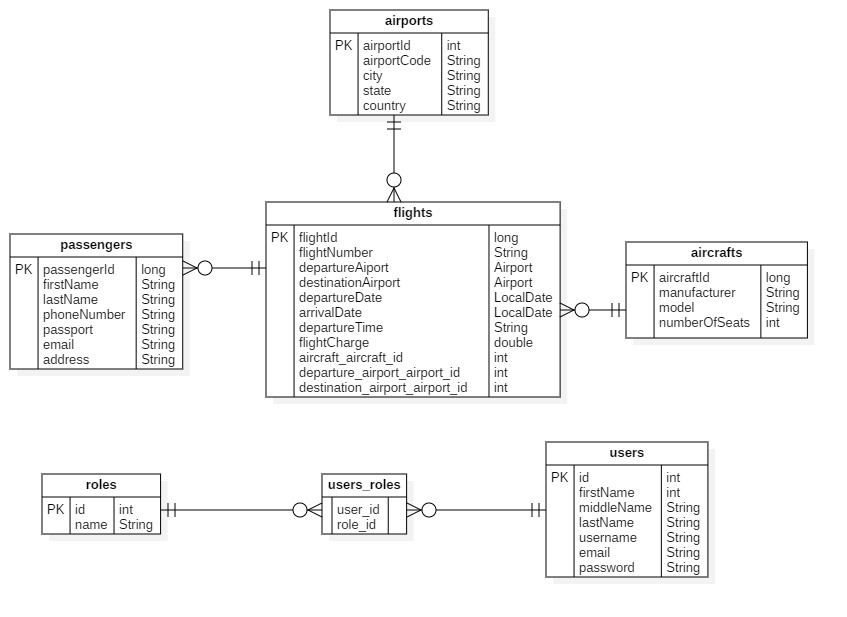 airports
PK airportId int
airportCode String
city String
state String
country String
flights
PK flightId long
flightNumber String
departureAiport Airport
destinationAirport Airport
departureDate LocalDate
arrivalDate LocalDate
departureTime String
flightCharge double
aircraft_aircraft_id int
departure_airport_airport_id int
destination_airport_airport_id int
passengers
PK passengerId long
firstName String
lastName String
phoneNumber String
passport String
email String
address String
aircrafts
PK aircraftId long
manufacturer String
model String
numberOfSeats int
roles
PK id int
name String
users_roles
user_id
role_id
users
PK id int
firstName int
middleName String
lastName String
username String
email String
password String